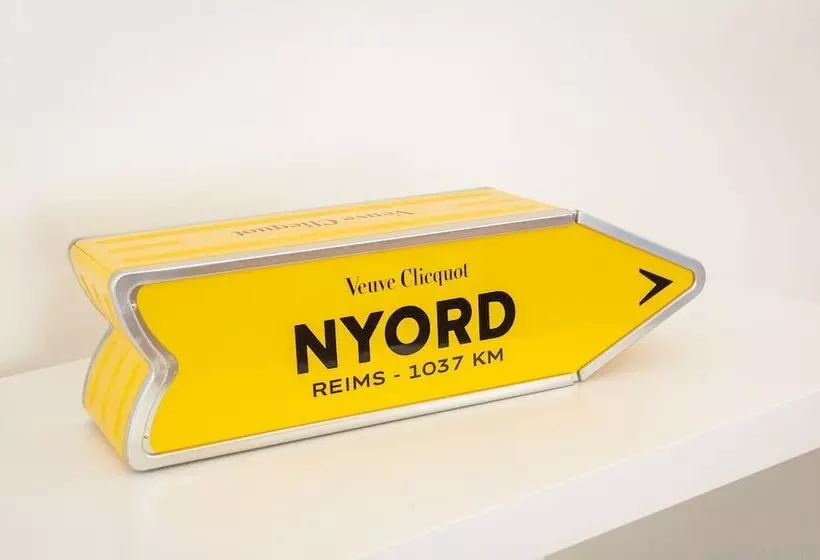 Veuve Clicquot
Veuve Clicquot
NYORD
REIMS - 1037 KM